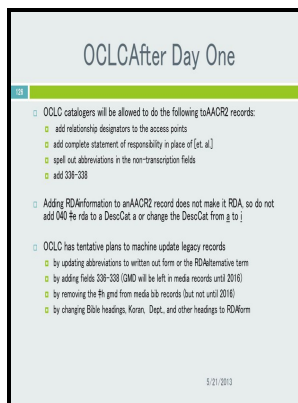 OCLCAfter Day One
128
OCLC catalogers will be allowed to do the following toAACR2 records:
add relationship designators to the access points
add complete statement of responsibility in place of [et. al.]
spell out abbreviations in the non-transcription fields
add 336-338
Adding RDAinformation to anAACR2 record does not make it RDA, so do not
add 040 ‡e rda to a DescCat a or change the DescCat from a to i
OCLC has tentative plans to machine update legacy records
by updating abbreviations to written out form or the RDAalternative term
by adding fields 336-338 (GMD will be left in media records until 2016)
by removing the ‡h gmd from media bib records (but not until 2016)
by changing Bible headings, Koran, Dept., and other headings to RDAform
5/21/2013